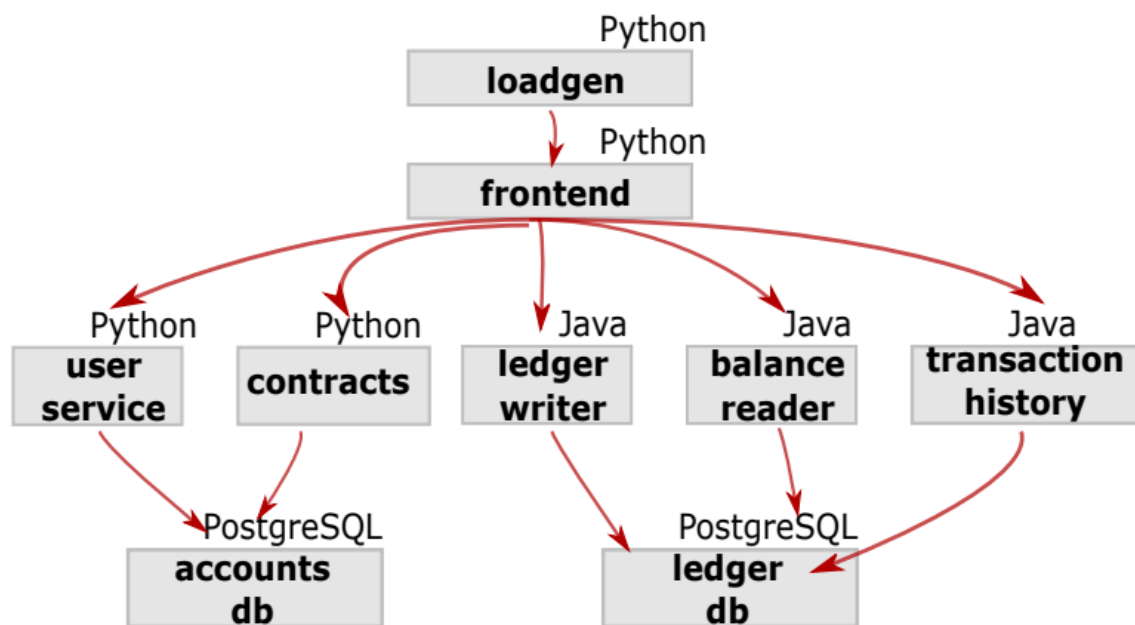 Python
loadgen
Python
frontend
Python
Python
Java
Java
Java
user
service
contracts
ledger
writer
balance
reader
transaction
history
PostgreSQL
PostgreSQL
accounts
db
ledger
db